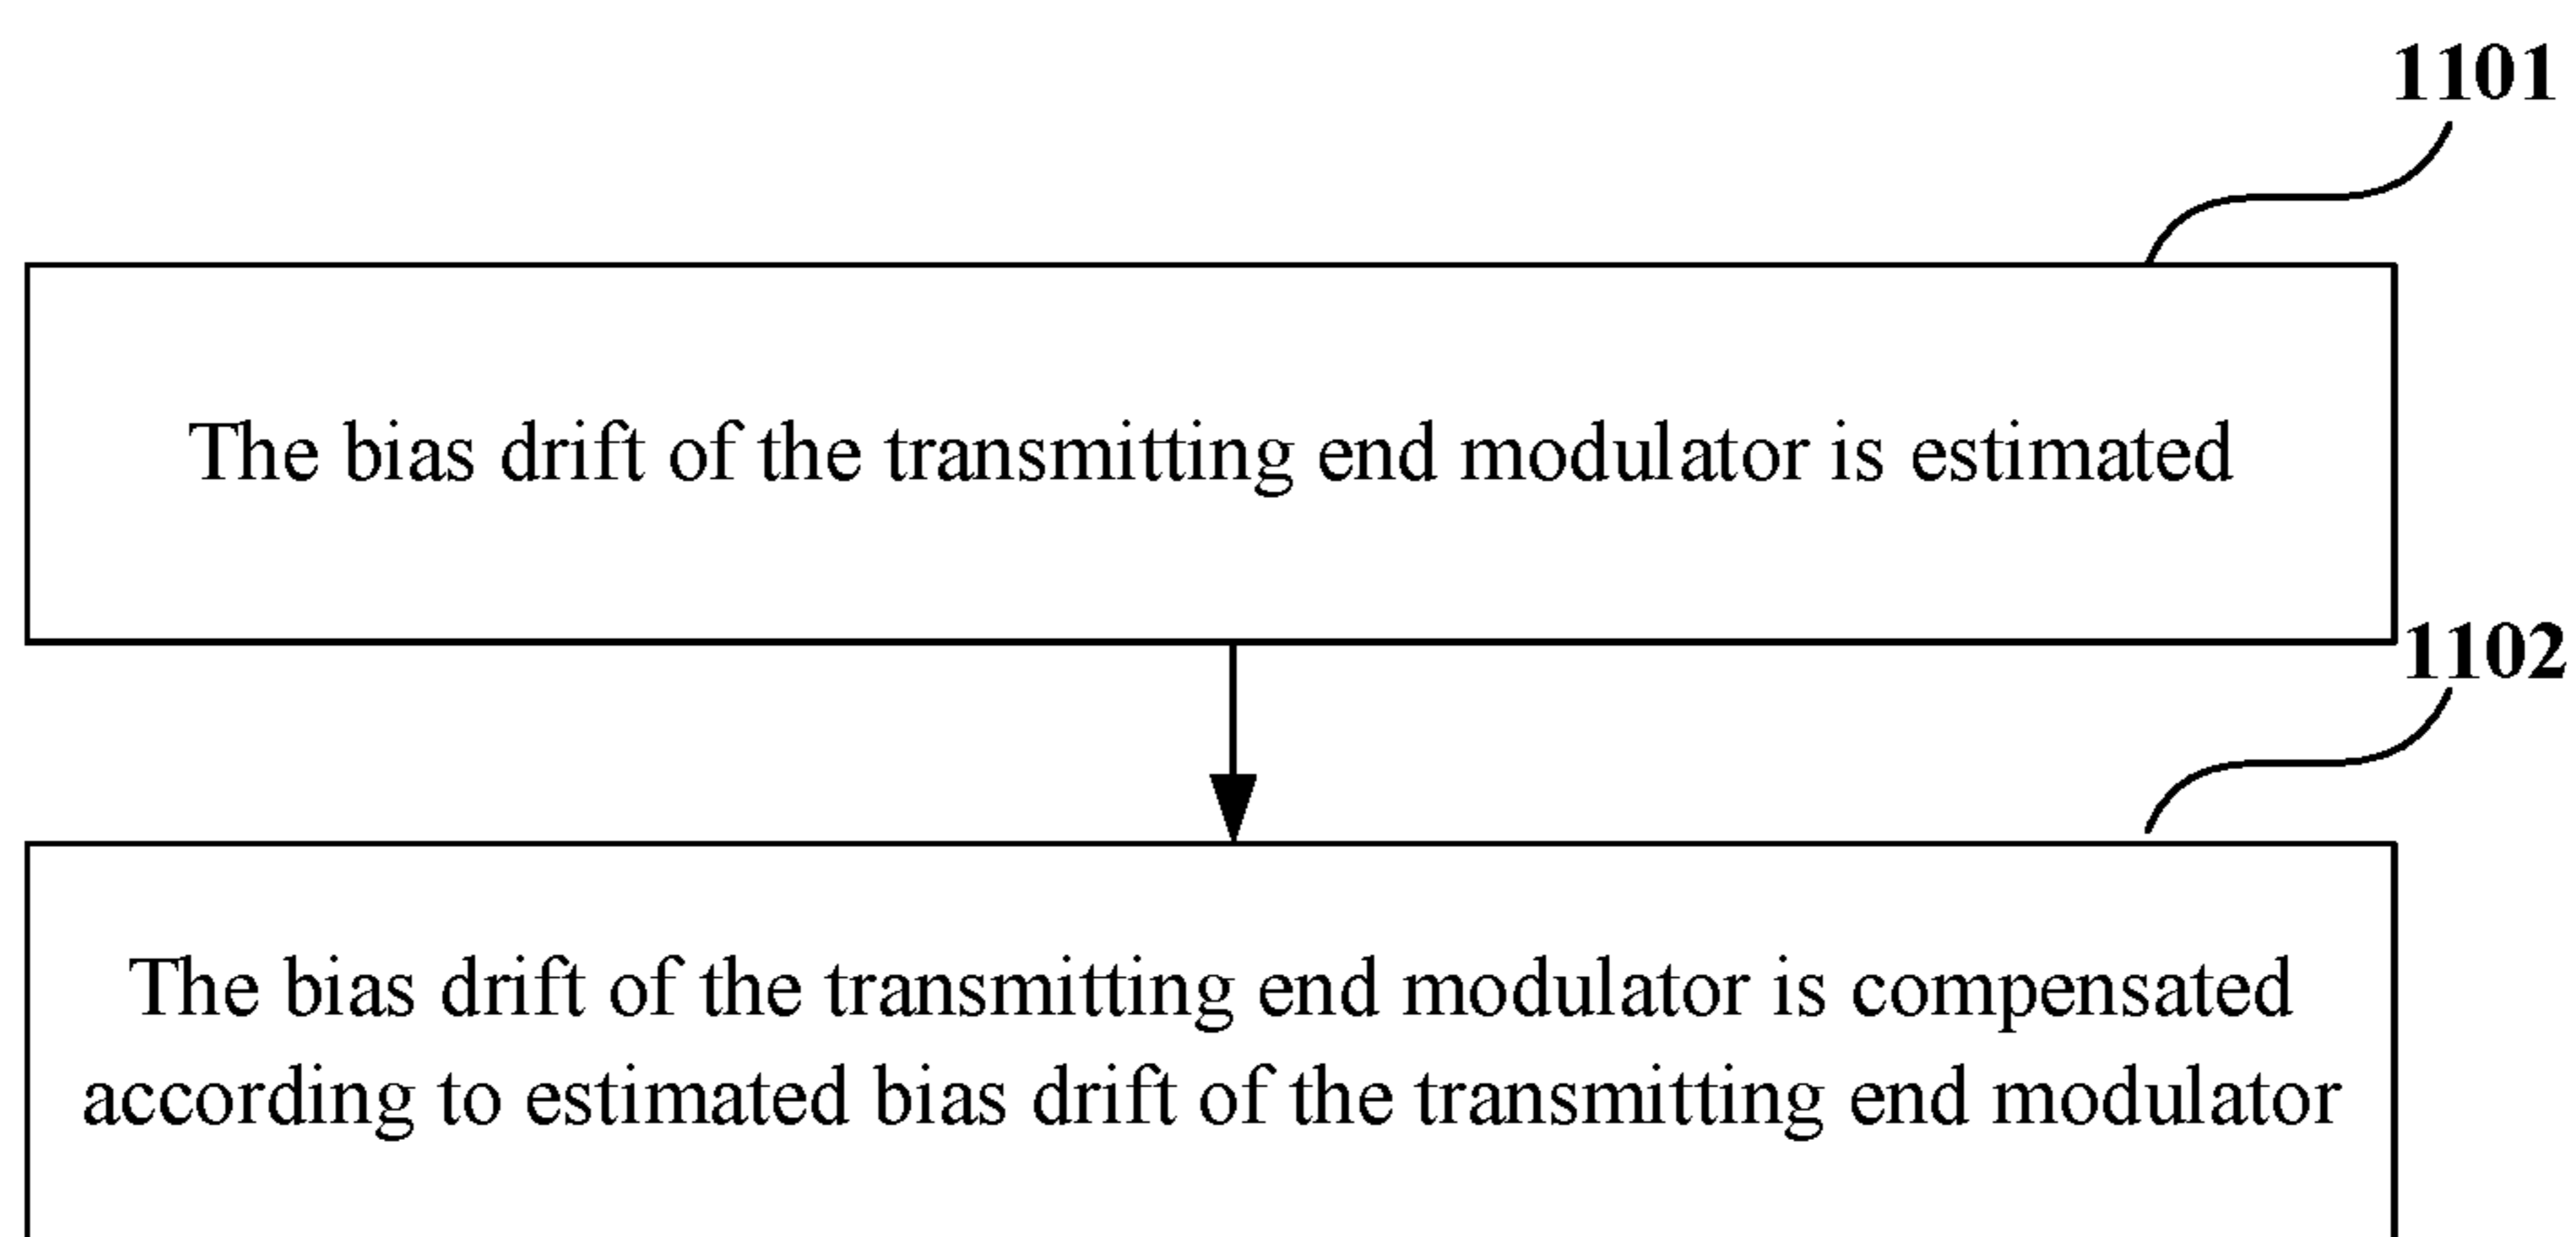 1101
The bias drift of the transmitting end modulator is estimated
1102
The bias drift of the transmitting end modulator is compensated
according to estimated bias drift of the transmitting end modulator